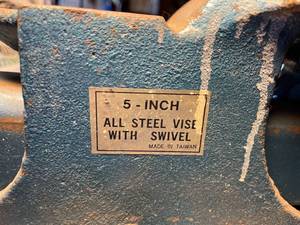 5 - INCH
ALL STEEL VISE
WITH SWIVEL
MADE IN TAIWAN